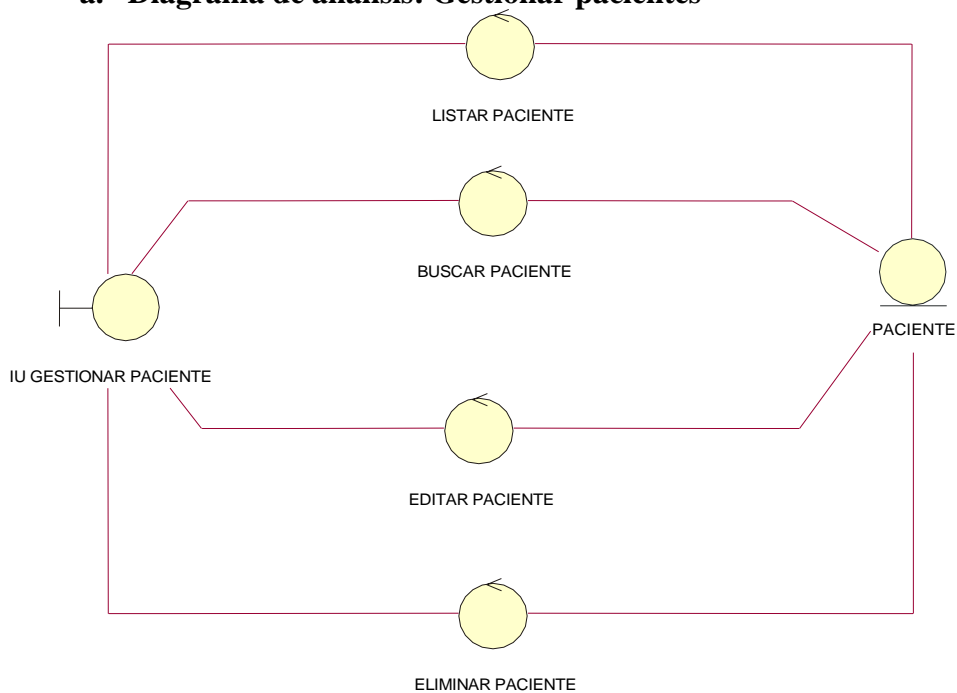 a. Diagrama de análisis: Gestionar pacientes
LISTAR PACIENTE
BUSCAR PACIENTE
PACIENTE
IU GESTIONAR PACIENTE
EDITAR PACIENTE
ELIMINAR PACIENTE